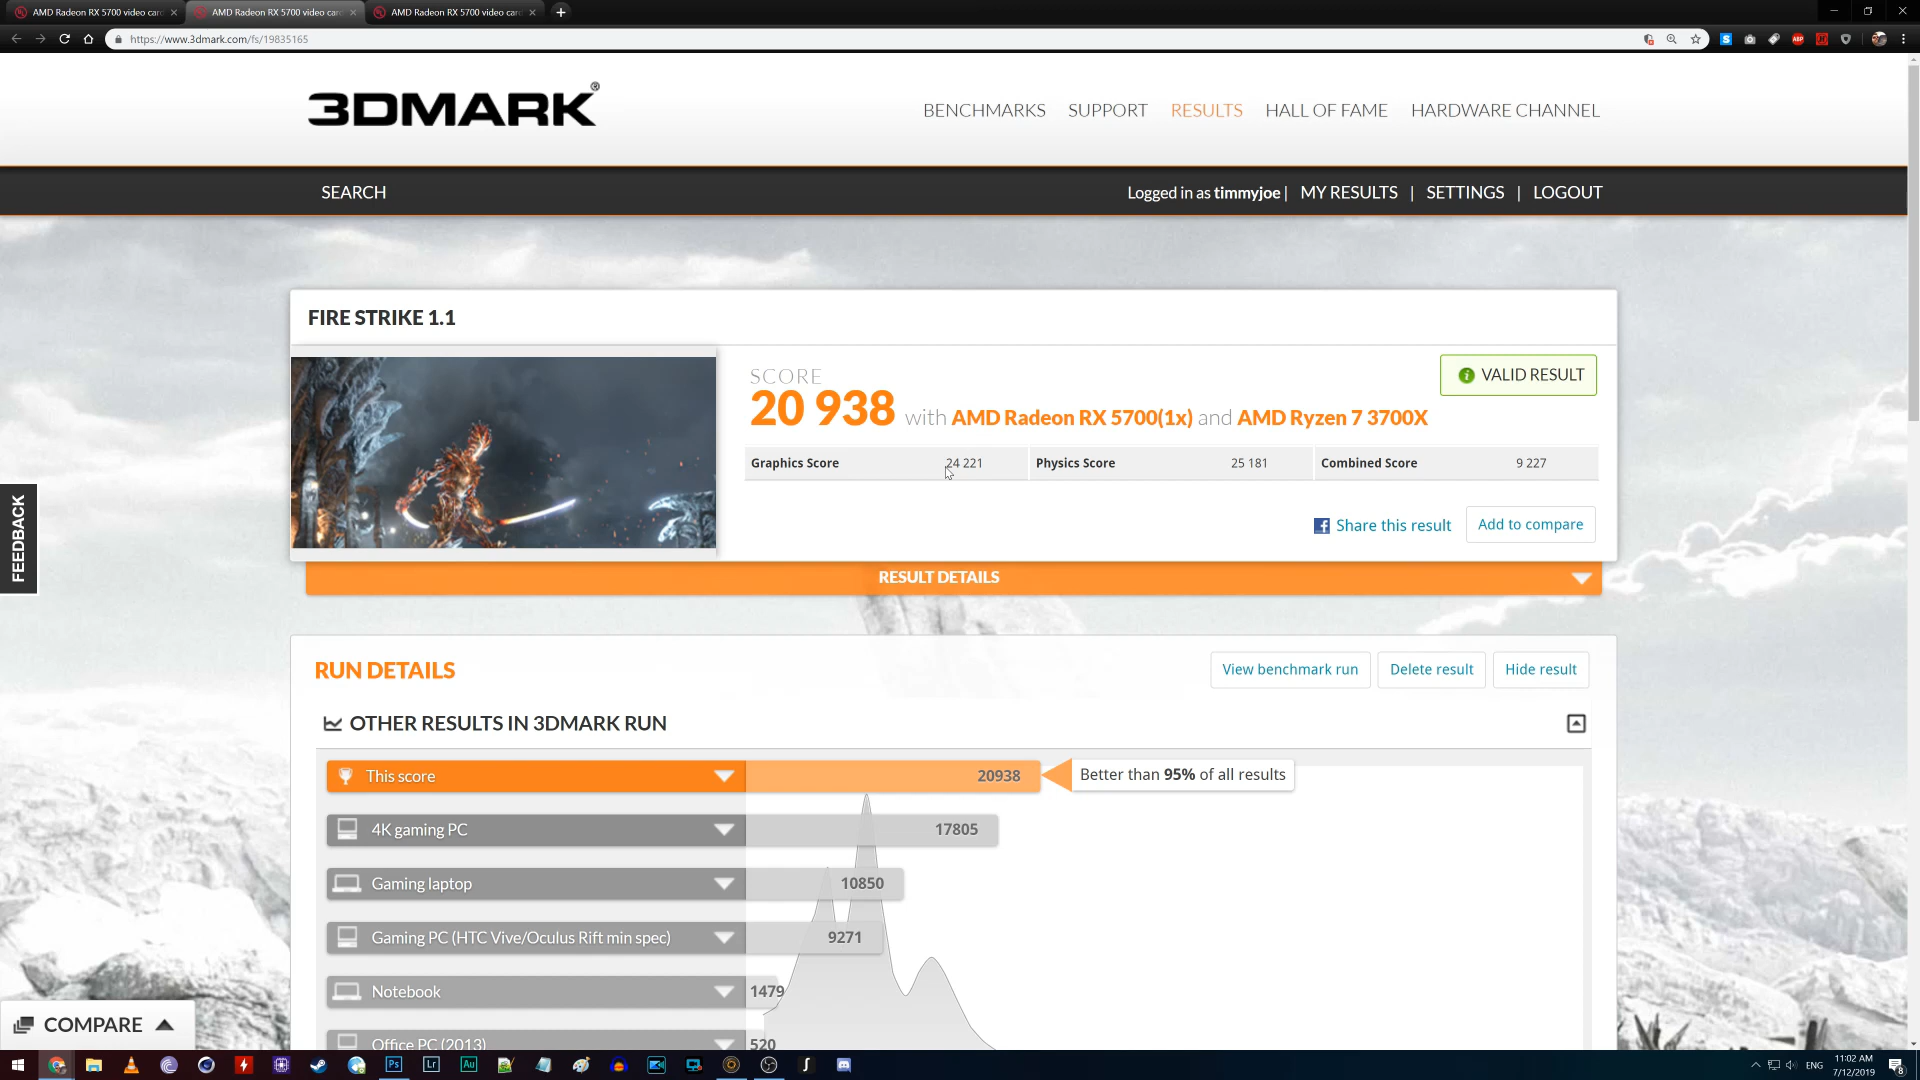 AMD Radeon RX 5700 video car
AMD Radeon RX 5700 video car
AMD Radeon RX 5700 video car
https://www.3dmark.com/fs/19835165
3DMARK®
BENCHMARKS SUPPORT RESULTS HALL OF FAME HARDWARE CHANNEL
SEARCH
Logged in as timmyjoe | MY RESULTS | SETTINGS | LOGOUT
FIRE STRIKE 1.1
SCORE
VALID RESULT
20 938 with AMD Radeon RX 5700(1x) and AMD Ryzen 7 3700X
Graphics Score 24 221 Physics Score 25 181 Combined Score 9 227
Share this result Add to compare
FEEDBACK
RESULT DETAILS
RUN DETAILS
View benchmark run Delete result Hide result
OTHER RESULTS IN 3DMARK RUN
This score 20938 Better than 95% of all results
4K gaming PC 17805
Gaming laptop 10850
Gaming PC (HTC Vive/Oculus Rift min spec) 9271
Notebook 1479
Office PC (2013) 520
COMPARE
Ps Lr Au
ENG
11:02 AM
7/12/2019
8